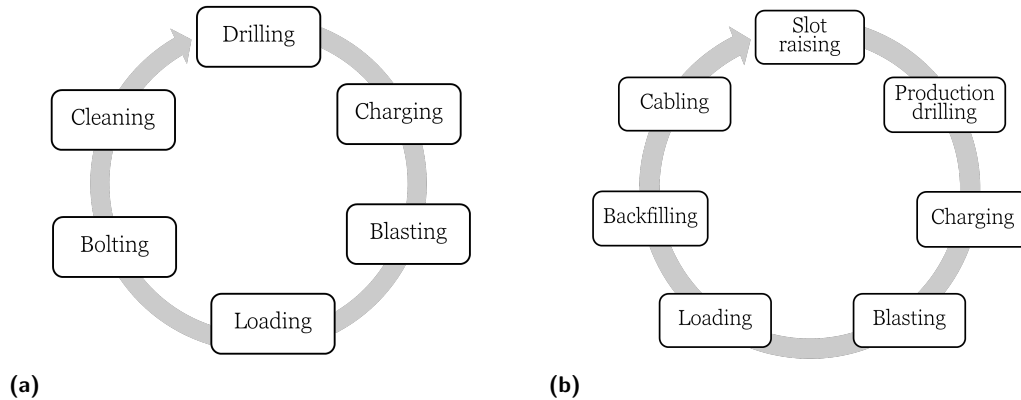 Drilling
Charging
Blasting
Loading
Bolting
Cleaning
(a)
Slot
raising
Production
drilling
Charging
Blasting
Loading
Backfilling
Cabling
(b)